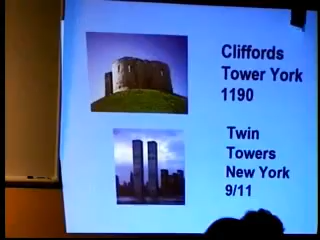 Cliffords
Tower York
1190
Twin
Towers
New York
9/11